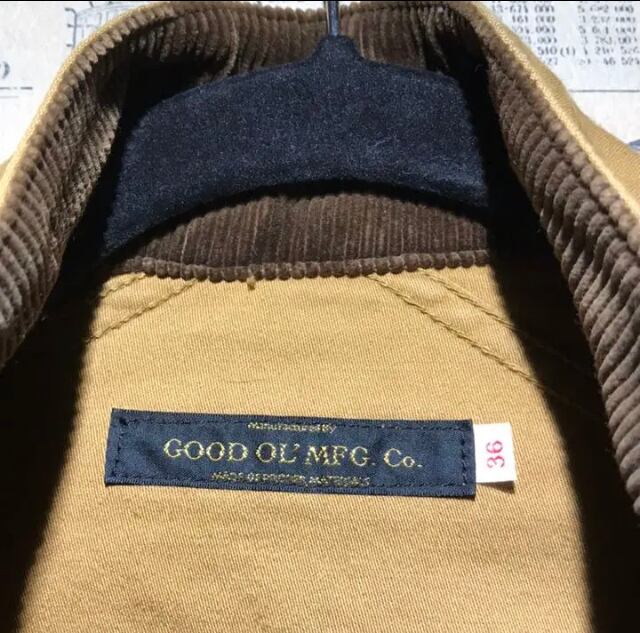 Manufactured By
GOOD OL' MFG. Co.
MADE OF PROPER MATERIALS
36